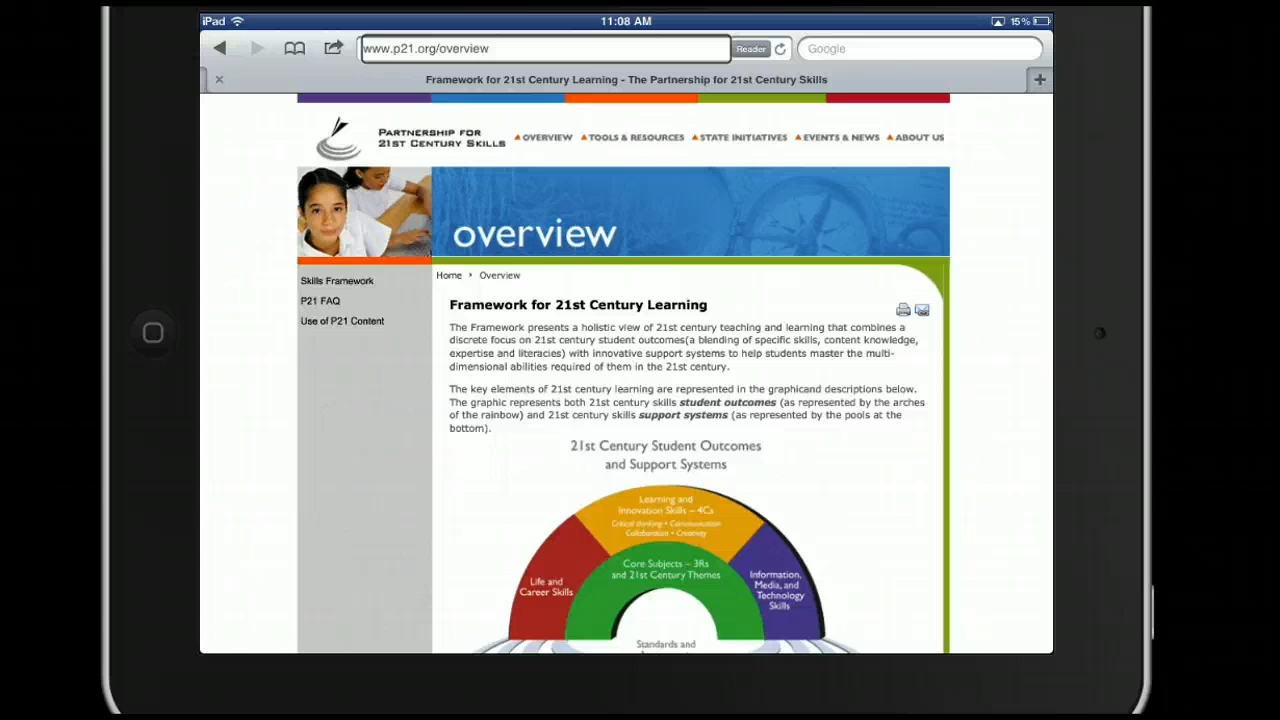 iPad 11:08 AM 15%
www.p21.org/overview Reader Google
Framework for 21st Century Learning - The Partnership for 21st Century Skills
PARTNERSHIP FOR
21ST CENTURY SKILLS
OVERVIEW TOOLS & RESOURCES STATE INITIATIVES EVENTS & NEWS ABOUT US
overview
Skills Framework
P21 FAQ
Use of P21 Content
Home › Overview
Framework for 21st Century Learning
The Framework presents a holistic view of 21st century teaching and learning that combines a
discrete focus on 21st century student outcomes(a blending of specific skills, content knowledge,
expertise and literacies) with innovative support systems to help students master the multi-
dimensional abilities required of them in the 21st century.
The key elements of 21st century learning are represented in the graphicand descriptions below.
The graphic represents both 21st century skills student outcomes (as represented by the arches
of the rainbow) and 21st century skills support systems (as represented by the pools at the
bottom).
21st Century Student Outcomes
and Support Systems
Learning and
Innovation Skills – 4Cs
Critical thinking • Communication
Collaboration • Creativity
Core Subjects – 3Rs
and 21st Century Themes
Life and
Career Skills
Information,
Media, and
Technology
Skills
Standards and